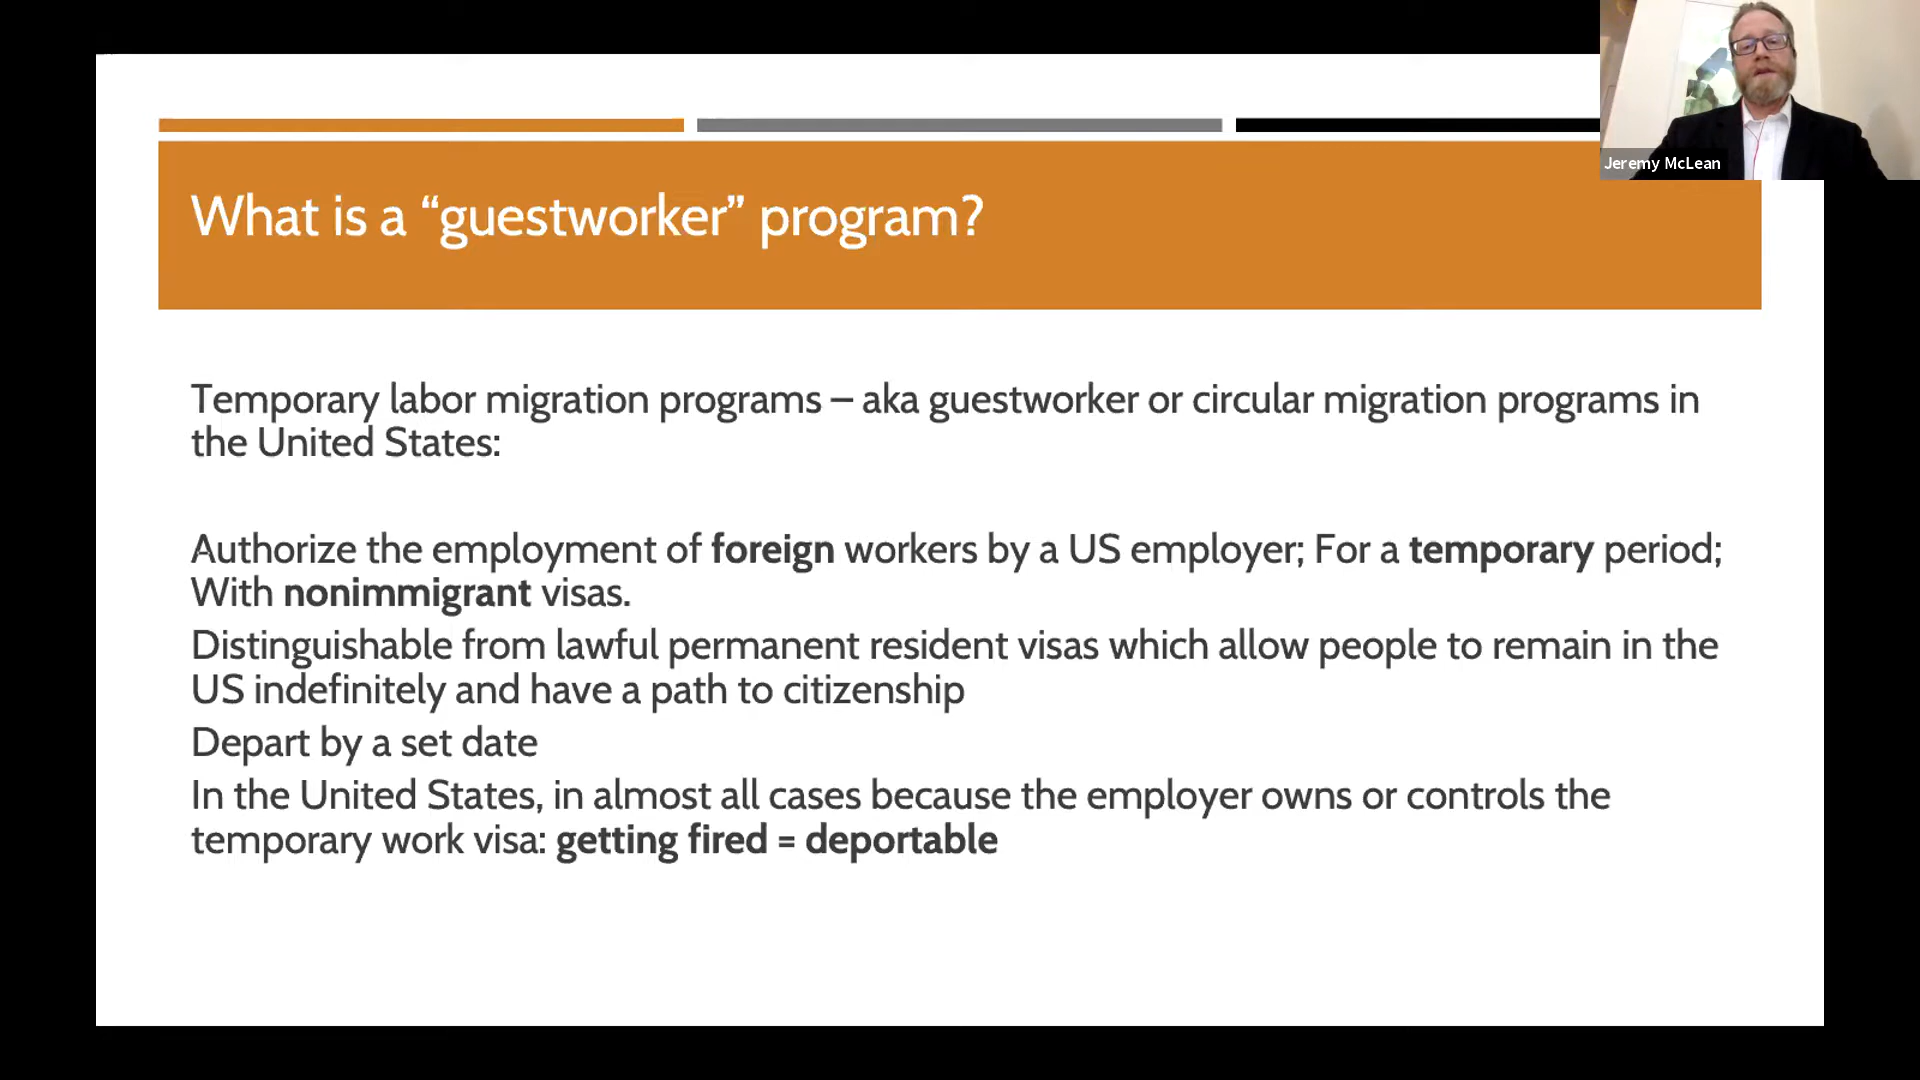 Jeremy McLean
What is a “guestworker” program?
Temporary labor migration programs – aka guestworker or circular migration programs in
the United States:
Authorize the employment of foreign workers by a US employer; For a temporary period;
With nonimmigrant visas.
Distinguishable from lawful permanent resident visas which allow people to remain in the
US indefinitely and have a path to citizenship
Depart by a set date
In the United States, in almost all cases because the employer owns or controls the
temporary work visa: getting fired = deportable